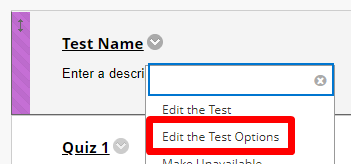 Test Name
Enter a descri
Edit the Test
Edit the Test Options
Quiz 1
Make Unavailable